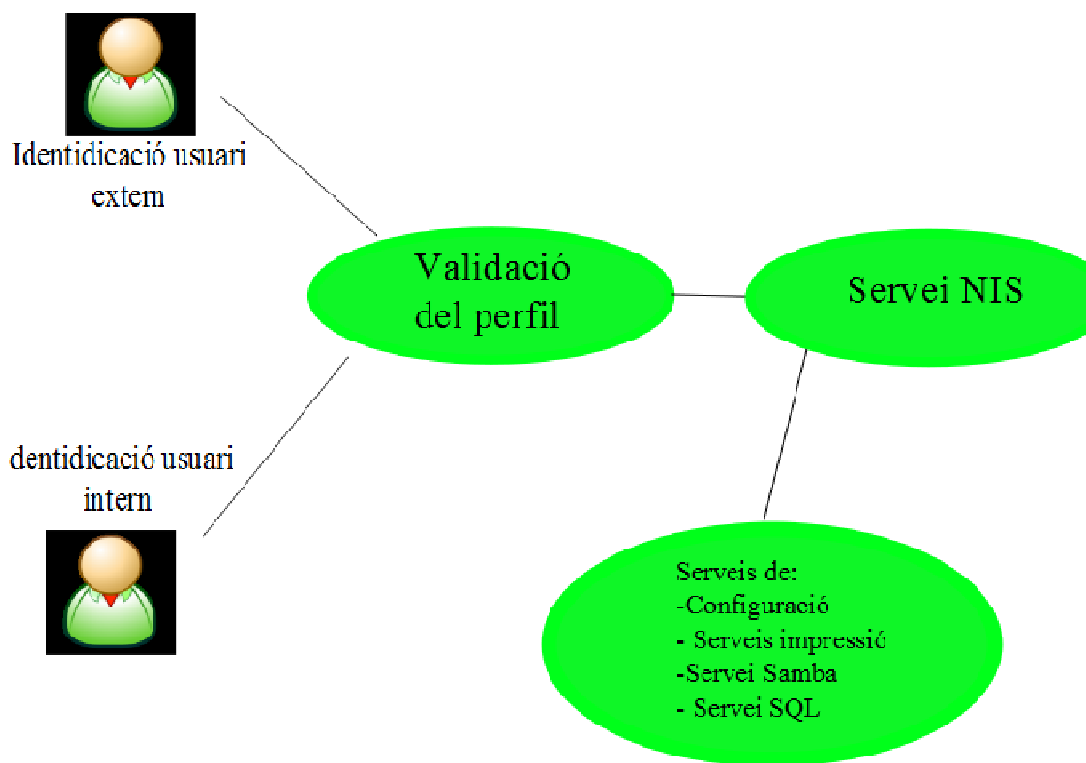 Identidicació usuari
extern
Validació
del perfil
Servei NIS
dentidicació usuari
intern
Serveis de:
-Configuració
- Serveis impressió
-Servei Samba
- Servei SQL